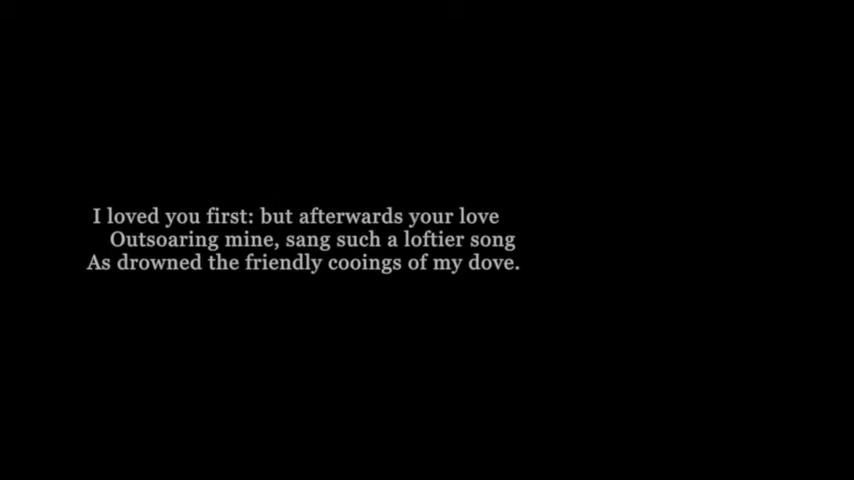 I loved you first: but afterwards your love
Outsoaring mine, sang such a loftier song
As drowned the friendly cooings of my dove.